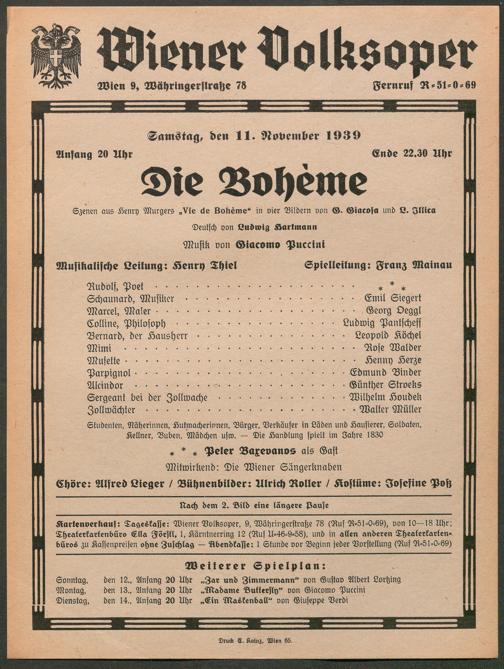 Wiener Volksoper
Wien 9, Währingerstraße 78 Fernruf R-51-0-69
Samstag, den 11. November 1939
Anfang 20 Uhr Ende 22.30 Uhr
Die Bohème
Szenen aus Henry Murgers „Vie de Bohème" in vier Bildern von G. Giacosa und L. Illica
Deutsch von Ludwig Hartmann
Musik von Giacomo Puccini
Musikalische Leitung: Henry Thiel Spielleitung: Franz Mainau
Rudolf, Poet * * *
Schaunard, Musiker Emil Siegert
Marcel, Maler Georg Oeggl
Colline, Philosoph Ludwig Pantscheff
Bernard, der Hausherr Leopold Köchel
Mimi Rose Walder
Musette Henny Herze
Parpignol Edmund Binder
Alcindor Günther Stroeks
Sergeant bei der Zollwache Wilhelm Houdek
Zollwächter Walter Müller
Studenten, Näherinnen, Hutmacherinnen, Bürger, Verkäufer in Läden und Hausierer, Soldaten,
Kellner, Buben, Mädchen usw. — Die Handlung spielt im Jahre 1830
* * * Peter Baxevanos als Gast
Mitwirkend: Die Wiener Sängerknaben
Chöre: Alfred Lieger / Bühnenbilder: Ulrich Roller / Kostüme: Josefine Poß
Nach dem 2. Bild eine längere Pause
Kartenverkauf: Tageskasse: Wiener Volksoper, 9, Währingerstraße 78 (Ruf R-51-0-69), von 10—18 Uhr;
Theaterkartenbüro Ella Förstl, 1, Kärntnerring 12 (Ruf U-46-9-58), und in allen anderen Theaterkarten-
büros zu Kassenpreisen ohne Zuschlag — Abendkasse: 1 Stunde vor Beginn jeder Vorstellung (Ruf R-51-0-69)
Weiterer Spielplan:
Sonntag, den 12., Anfang 20 Uhr „Zar und Zimmermann" von Gustav Albert Lortzing
Montag, den 13., Anfang 20 Uhr „Madame Butterfly" von Giacomo Puccini
Dienstag, den 14., Anfang 20 Uhr „Ein Maskenball" von Giuseppe Verdi
Druck E. Kainz, Wien 65.